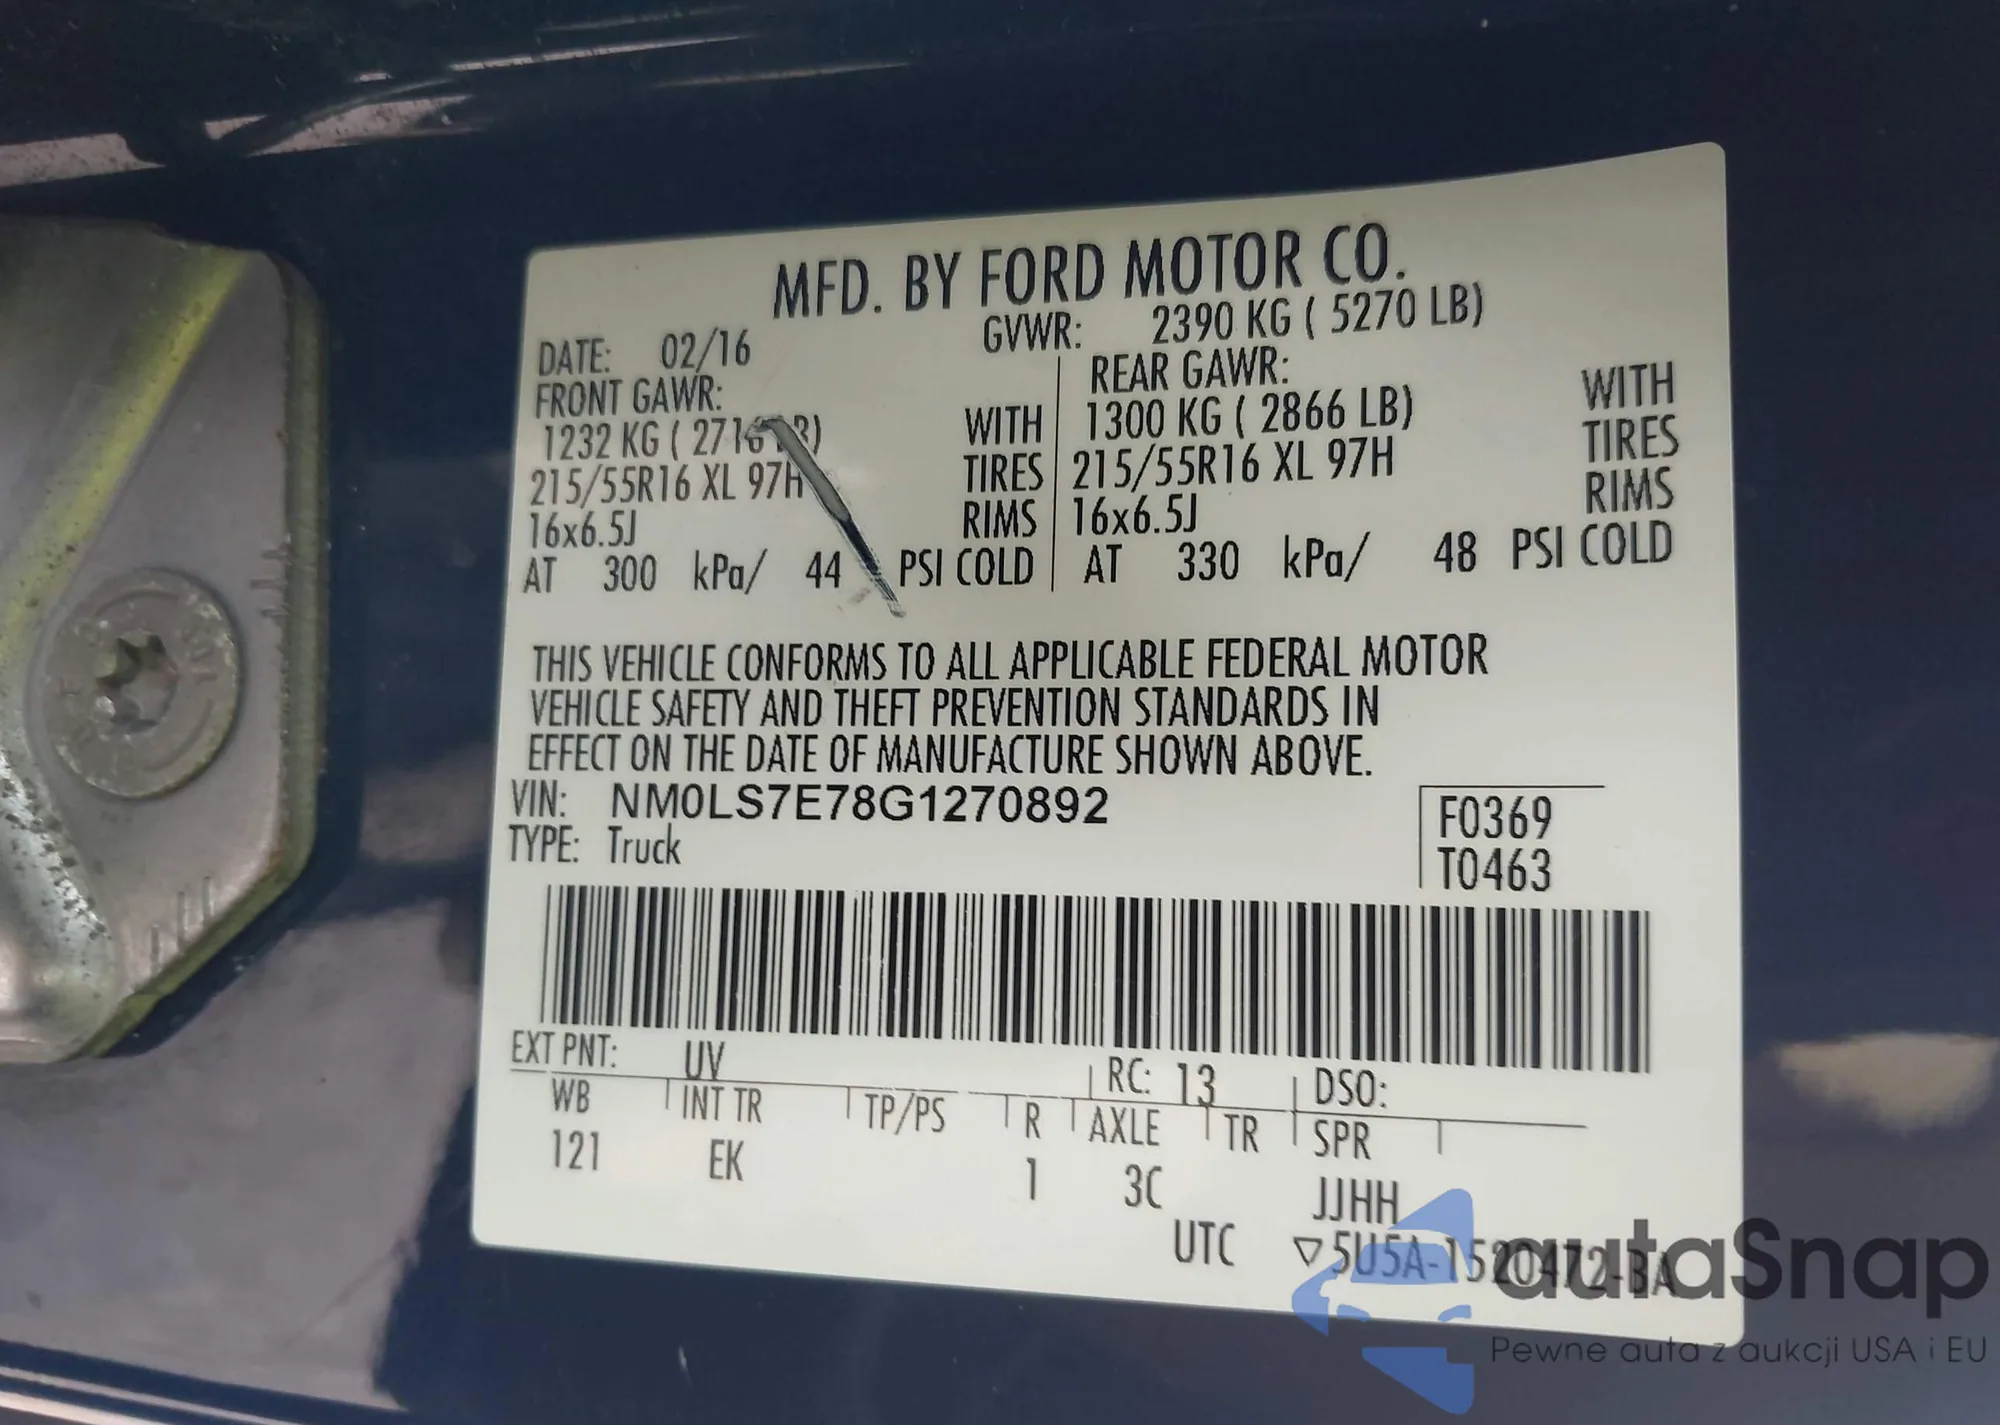 MFD. BY FORD MOTOR CO.
DATE: 02/16 GVWR: 2390 KG ( 5270 LB)
FRONT GAWR: REAR GAWR:
1232 KG ( 2716 LB) WITH 1300 KG ( 2866 LB) WITH
215/55R16 XL 97H TIRES 215/55R16 XL 97H TIRES
16x6.5J RIMS 16x6.5J RIMS
AT 300 kPa/ 44 PSI COLD AT 330 kPa/ 48 PSI COLD
THIS VEHICLE CONFORMS TO ALL APPLICABLE FEDERAL MOTOR
VEHICLE SAFETY AND THEFT PREVENTION STANDARDS IN
EFFECT ON THE DATE OF MANUFACTURE SHOWN ABOVE.
VIN: NM0LS7E78G1270892 F0369
TYPE: Truck T0463
EXT PNT: UV RC: 13 DSO:
WB INT TR TP/PS R AXLE TR SPR
121 EK 1 3C JJHH
UTC ▽5U5A-1520472-BA
autaSnap
Pewne auta z aukcji USA i EU